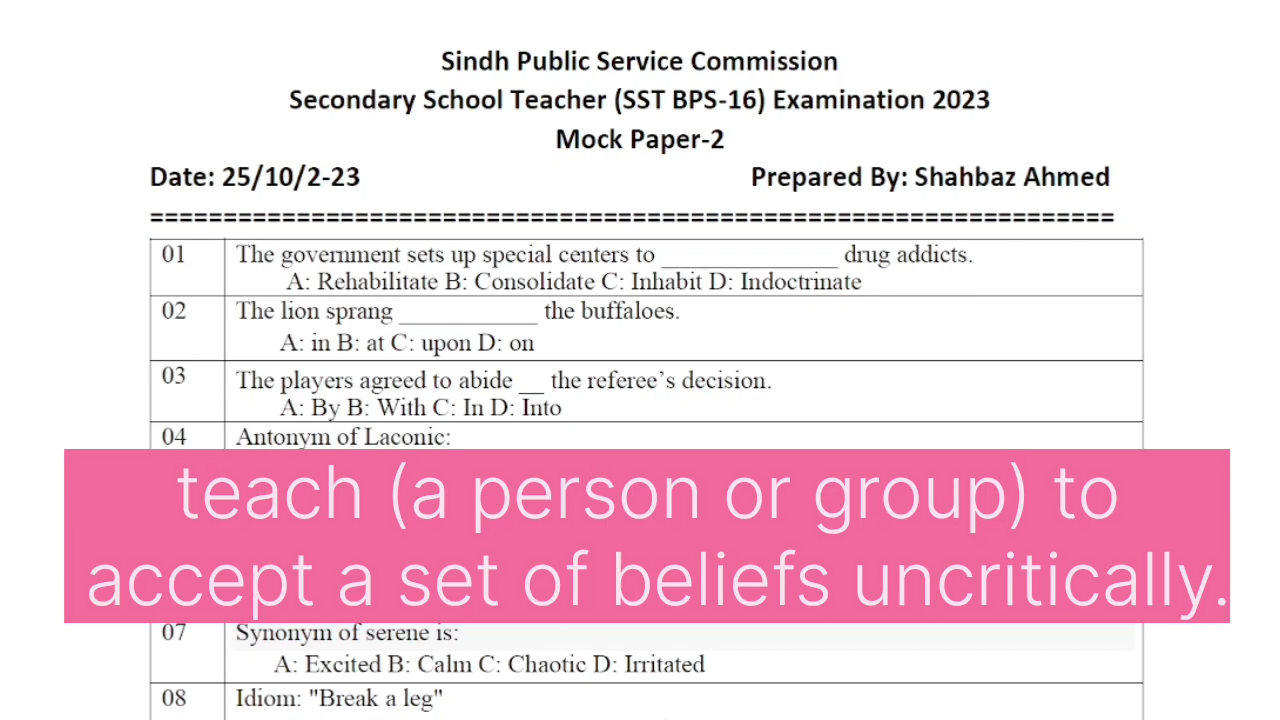 Sindh Public Service Commission
Secondary School Teacher (SST BPS-16) Examination 2023
Mock Paper-2
Date: 25/10/2-23 Prepared By: Shahbaz Ahmed
==================================================================
01 The government sets up special centers to ______________ drug addicts.
A: Rehabilitate B: Consolidate C: Inhabit D: Indoctrinate
02 The lion sprang ___________ the buffaloes.
A: in B: at C: upon D: on
03 The players agreed to abide __ the referee’s decision.
A: By B: With C: In D: Into
04 Antonym of Laconic:
teach (a person or group) to
accept a set of beliefs uncritically.
07 Synonym of serene is:
A: Excited B: Calm C: Chaotic D: Irritated
08 Idiom: "Break a leg"